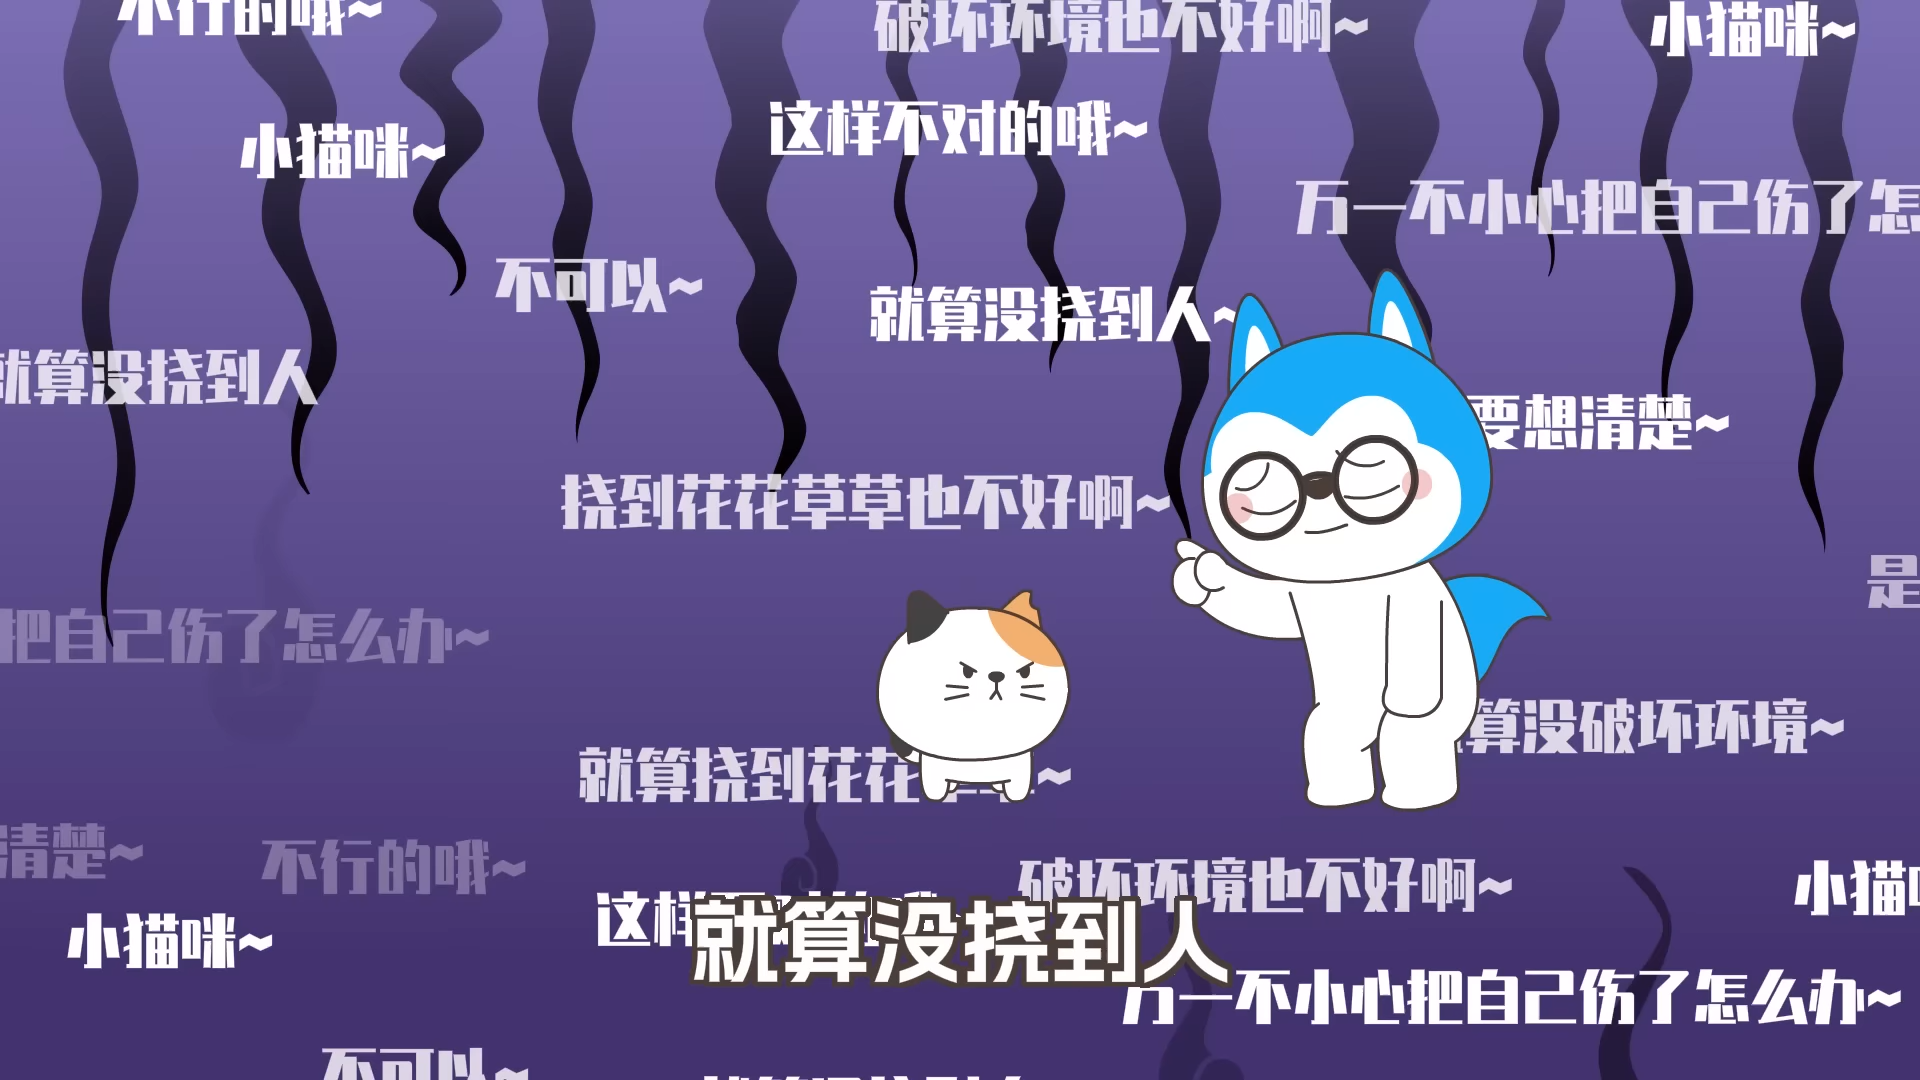 不行的哦~
破坏环境也不好啊~
小猫咪~
小猫咪~
这样不对的哦~
万一不小心把自己伤了怎
不可以~
就算没挠到人~
就算没挠到人
要想清楚~
挠到花花草草也不好啊~
是
把自己伤了怎么办~
算没破坏环境~
就算挠到花花
~
清楚~
不行的哦~
破坏环境也不好啊~
小猫
这样
小猫咪~
就算没挠到人
万一不小心把自己伤了怎么办~
不可以~